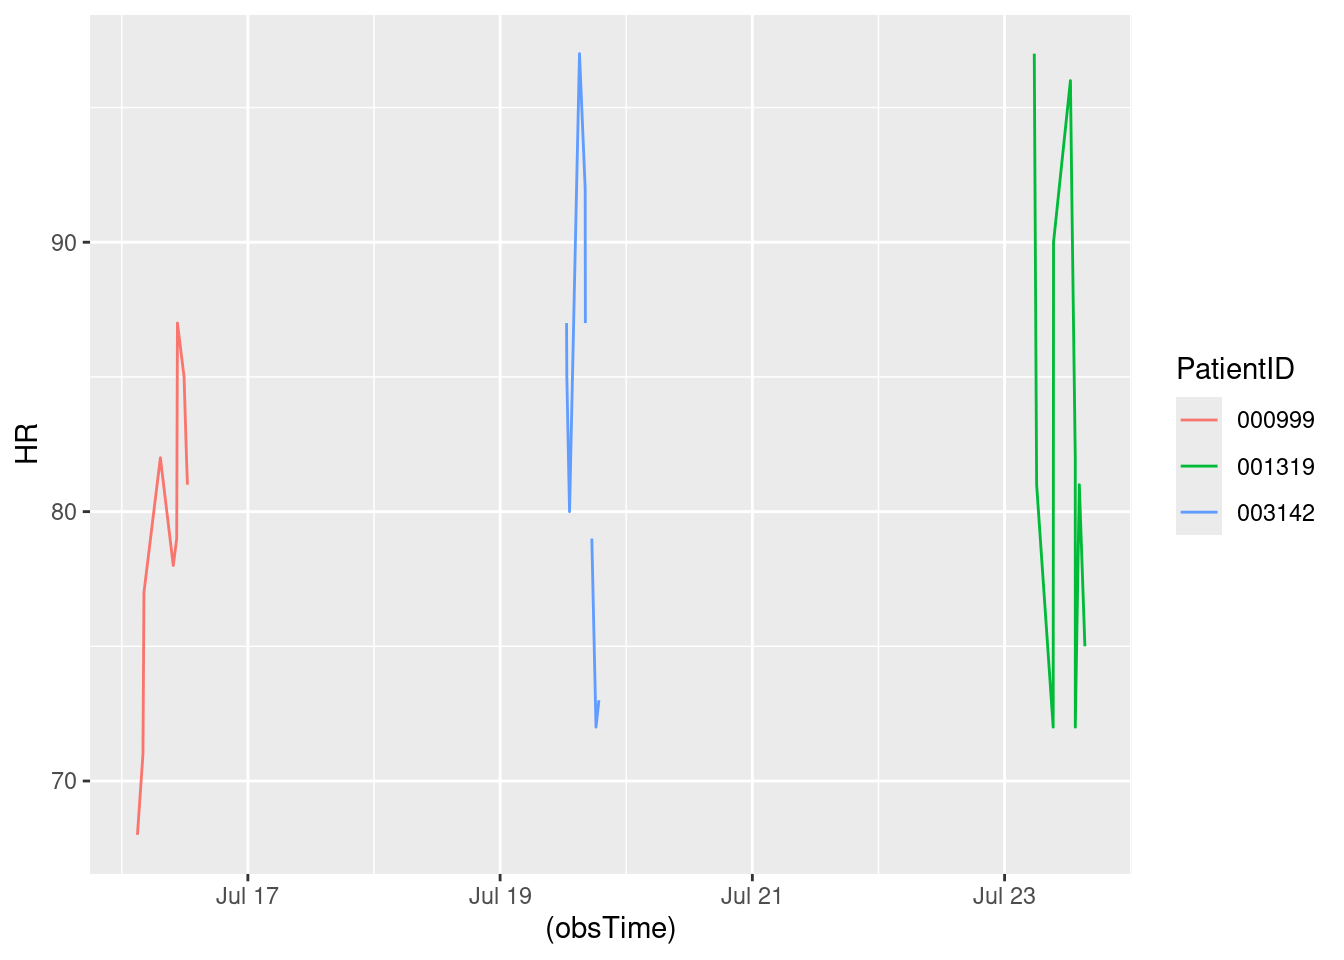 HR
90
80
70
Jul 17
Jul 19
Jul 21
Jul 23
(obsTime)
PatientID
000999
001319
003142